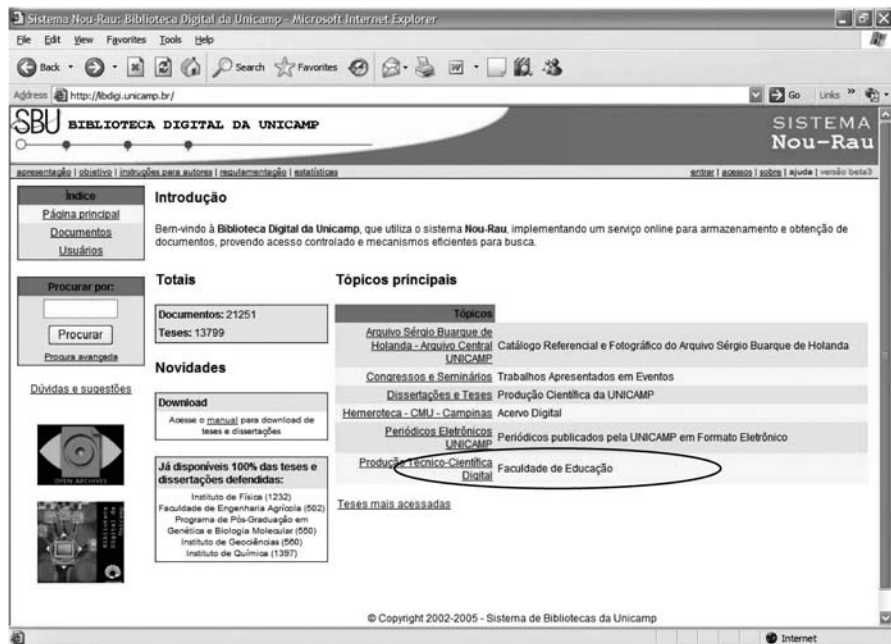 Sistema Nou-Rau: Biblioteca Digital da Unicamp - Microsoft Internet Explorer
File Edit View Favorites Tools Help
Back Search Favorites
Address http://libdigi.unicamp.br/ Go Links »
SBU BIBLIOTECA DIGITAL DA UNICAMP
SISTEMA
Nou-Rau
apresentação | objetivo | instruções para autores | regulamentação | estatísticas
entrar | acessos | sobre | ajuda | versão beta3
Índice
Página principal
Documentos
Usuários
Procurar por:
Procurar
Procura avançada
Dúvidas e sugestões
OPEN ARCHIVES
Biblioteca
Digital da
Unicamp
Introdução
Bem-vindo à Biblioteca Digital da Unicamp, que utiliza o sistema Nou-Rau, implementando um serviço online para armazenamento e obtenção de
documentos, provendo acesso controlado e mecanismos eficientes para busca.
Totais
Documentos: 21251
Teses: 13799
Novidades
Download
Acesse o manual para download de
teses e dissertações
Já disponíveis 100% das teses e
dissertações defendidas:
Instituto de Física (1232)
Faculdade de Engenharia Agrícola (502)
Programa de Pós-Graduação em
Genética e Biologia Molecular (550)
Instituto de Geociências (560)
Instituto de Química (1397)
Tópicos principais
Tópicos
Arquivo Sérgio Buarque de
Holanda - Arquivo Central
UNICAMP
Catálogo Referencial e Fotográfico do Arquivo Sérgio Buarque de Holanda
Congressos e Seminários Trabalhos Apresentados em Eventos
Dissertações e Teses Produção Científica da UNICAMP
Hemeroteca - CMU - Campinas Acervo Digital
Periódicos Eletrônicos
UNICAMP
Periódicos publicados pela UNICAMP em Formato Eletrônico
Produção Técnico-Científica
Digital
Faculdade de Educação
Teses mais acessadas
© Copyright 2002-2005 - Sistema de Bibliotecas da Unicamp
Internet